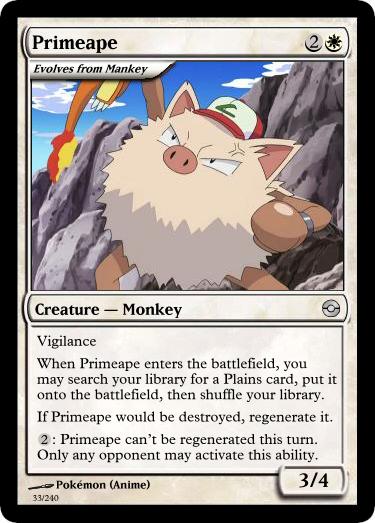 Primeape 2
Evolves from Mankey
Creature — Monkey
Vigilance
When Primeape enters the battlefield, you
may search your library for a Plains card, put it
onto the battlefield, then shuffle your library.
If Primeape would be destroyed, regenerate it.
2: Primeape can't be regenerated this turn.
Only any opponent may activate this ability.
3/4
Pokémon (Anime)
33/240